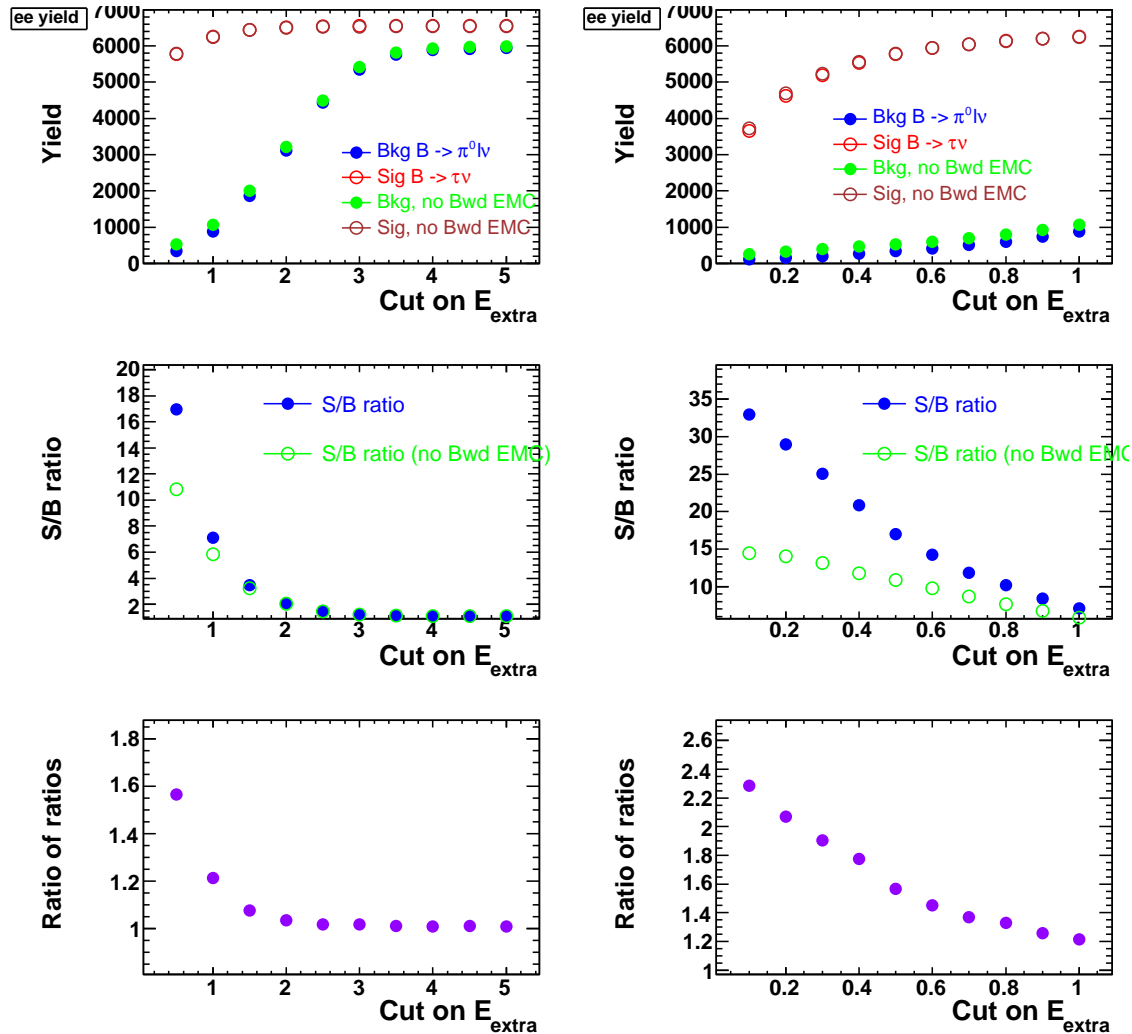 ee yield
7000
6000
5000
4000
3000
2000
1000
0
Yield
Bkg B -> π⁰lν
Sig B -> τν
Bkg, no Bwd EMC
Sig, no Bwd EMC
1 2 3 4 5
Cut on E_extra
ee yield
7000
6000
5000
4000
3000
2000
1000
0
Yield
Bkg B -> π⁰lν
Sig B -> τν
Bkg, no Bwd EMC
Sig, no Bwd EMC
0.2 0.4 0.6 0.8 1
Cut on E_extra
20
18
16
14
12
10
8
6
4
2
S/B ratio
S/B ratio
S/B ratio (no Bwd EMC)
1 2 3 4 5
Cut on E_extra
35
30
25
20
15
10
S/B ratio
S/B ratio
S/B ratio (no Bwd EMC
0.2 0.4 0.6 0.8 1
Cut on E_extra
1.8
1.6
1.4
1.2
1
Ratio of ratios
1 2 3 4 5
Cut on E_extra
2.6
2.4
2.2
2
1.8
1.6
1.4
1.2
1
Ratio of ratios
0.2 0.4 0.6 0.8 1
Cut on E_extra